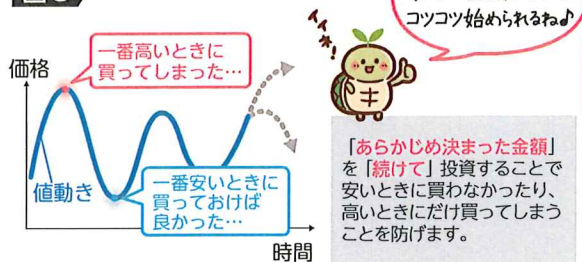 コツコツ始められるね♪
イイネ!
一番高いときに
買ってしまった…
価格
値動き
一番安いときに
買っておけば
良かった…
時間
「あらかじめ決まった金額」
を「続けて」投資することで
安いときに買わなかったり、
高いときにだけ買ってしまう
ことを防げます。